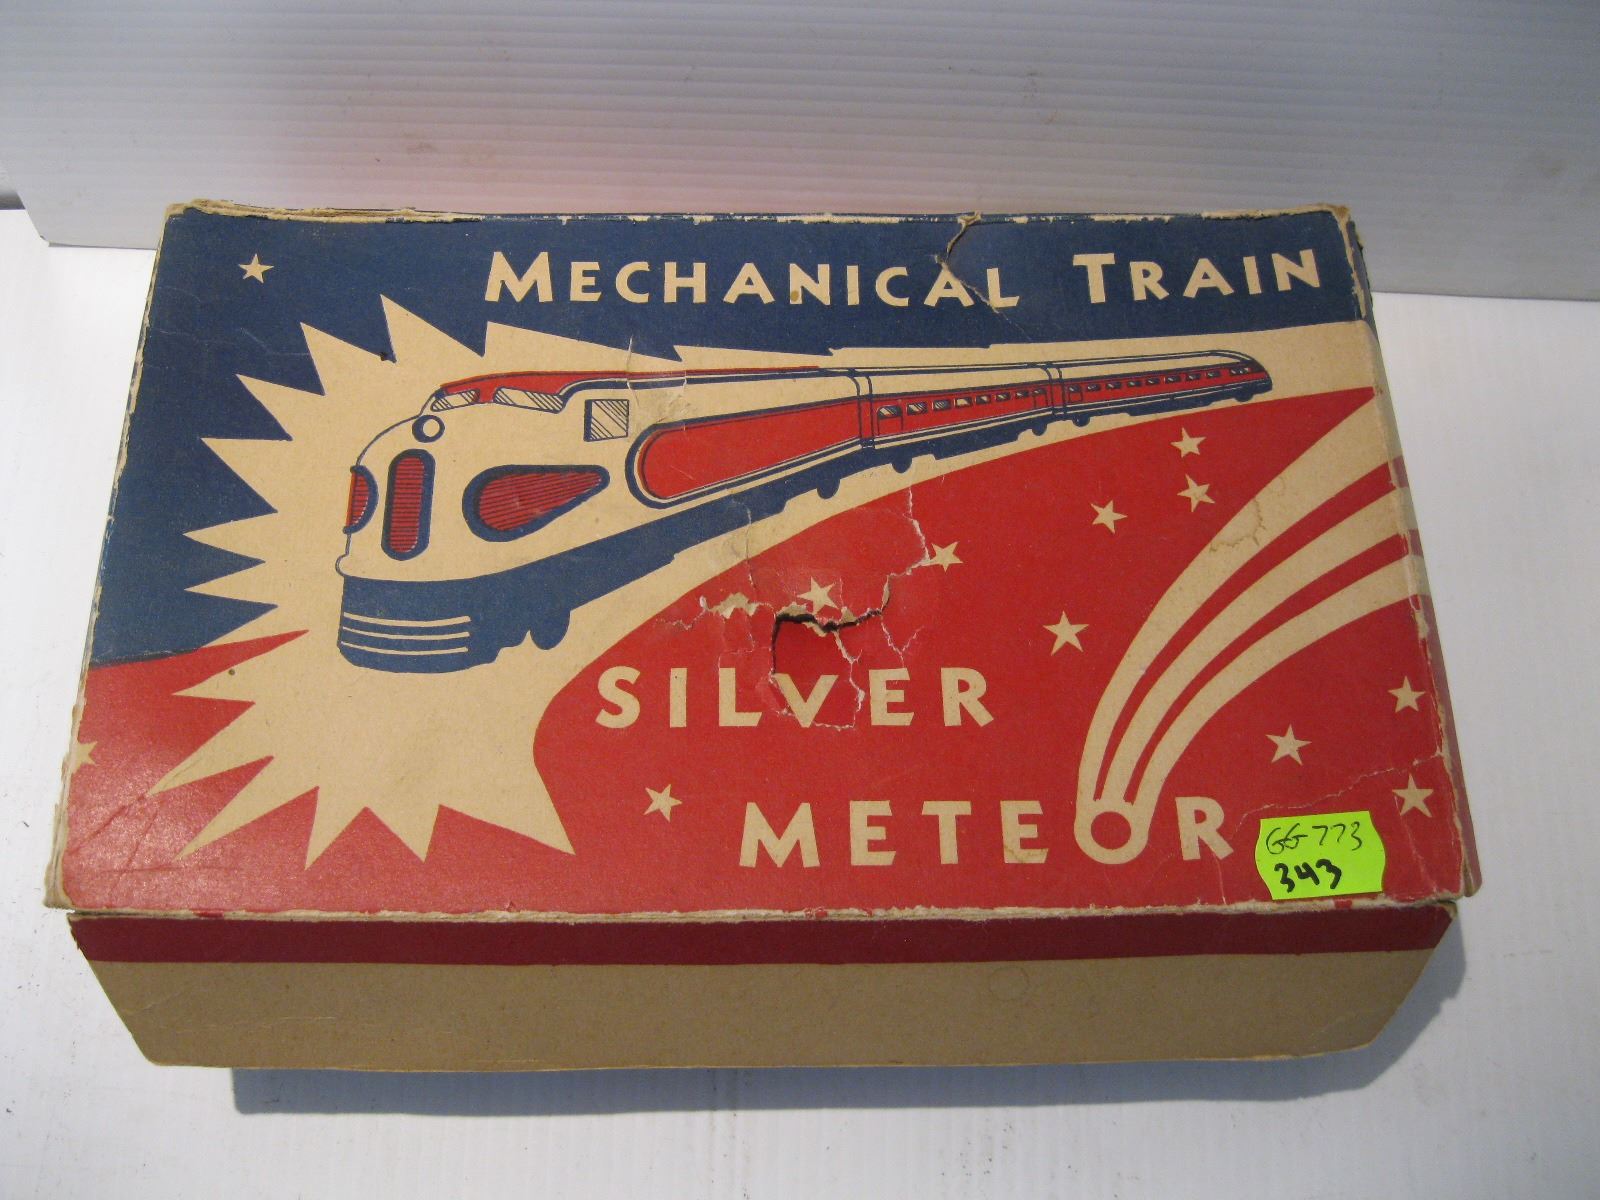 MECHANICAL TRAIN
SILVER
METEOR
GG-773
343